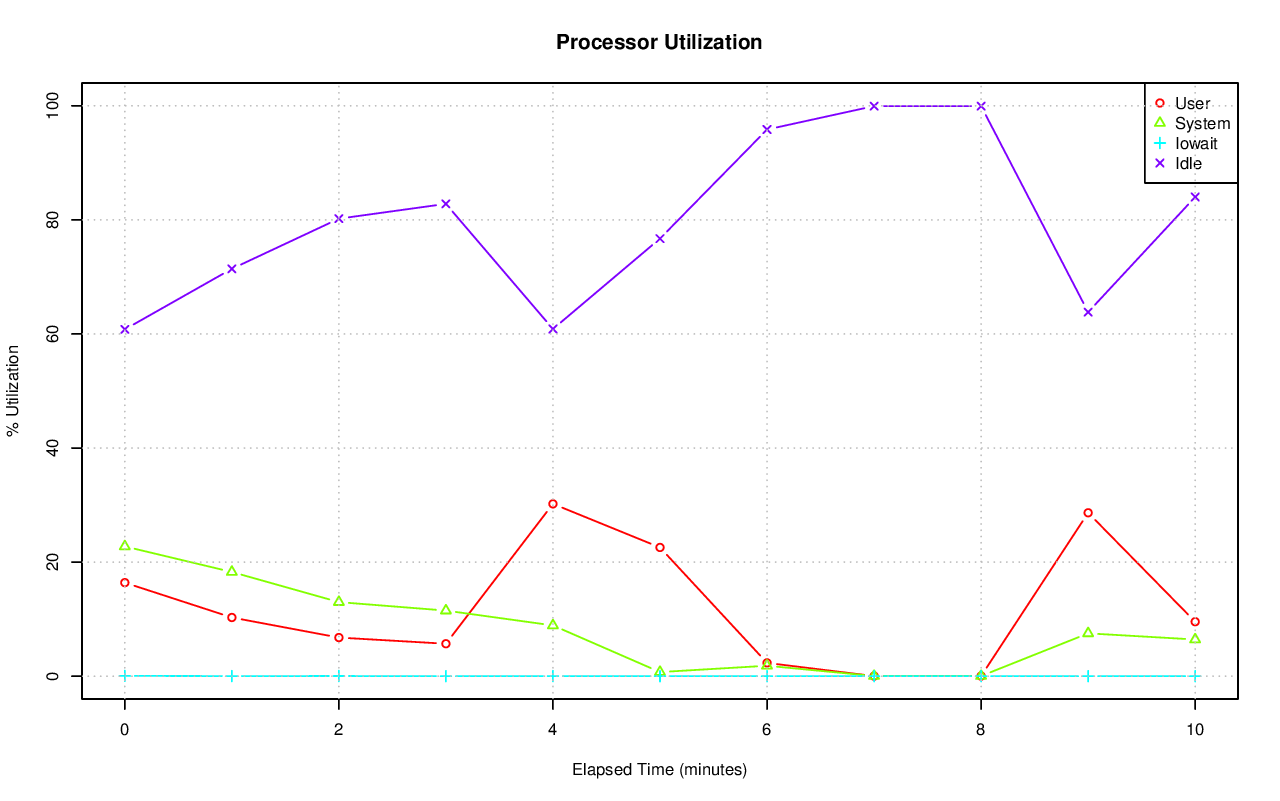 Processor Utilization
User
System
Iowait
Idle
% Utilization
100
80
60
40
20
0
0 2 4 6 8 10
Elapsed Time (minutes)